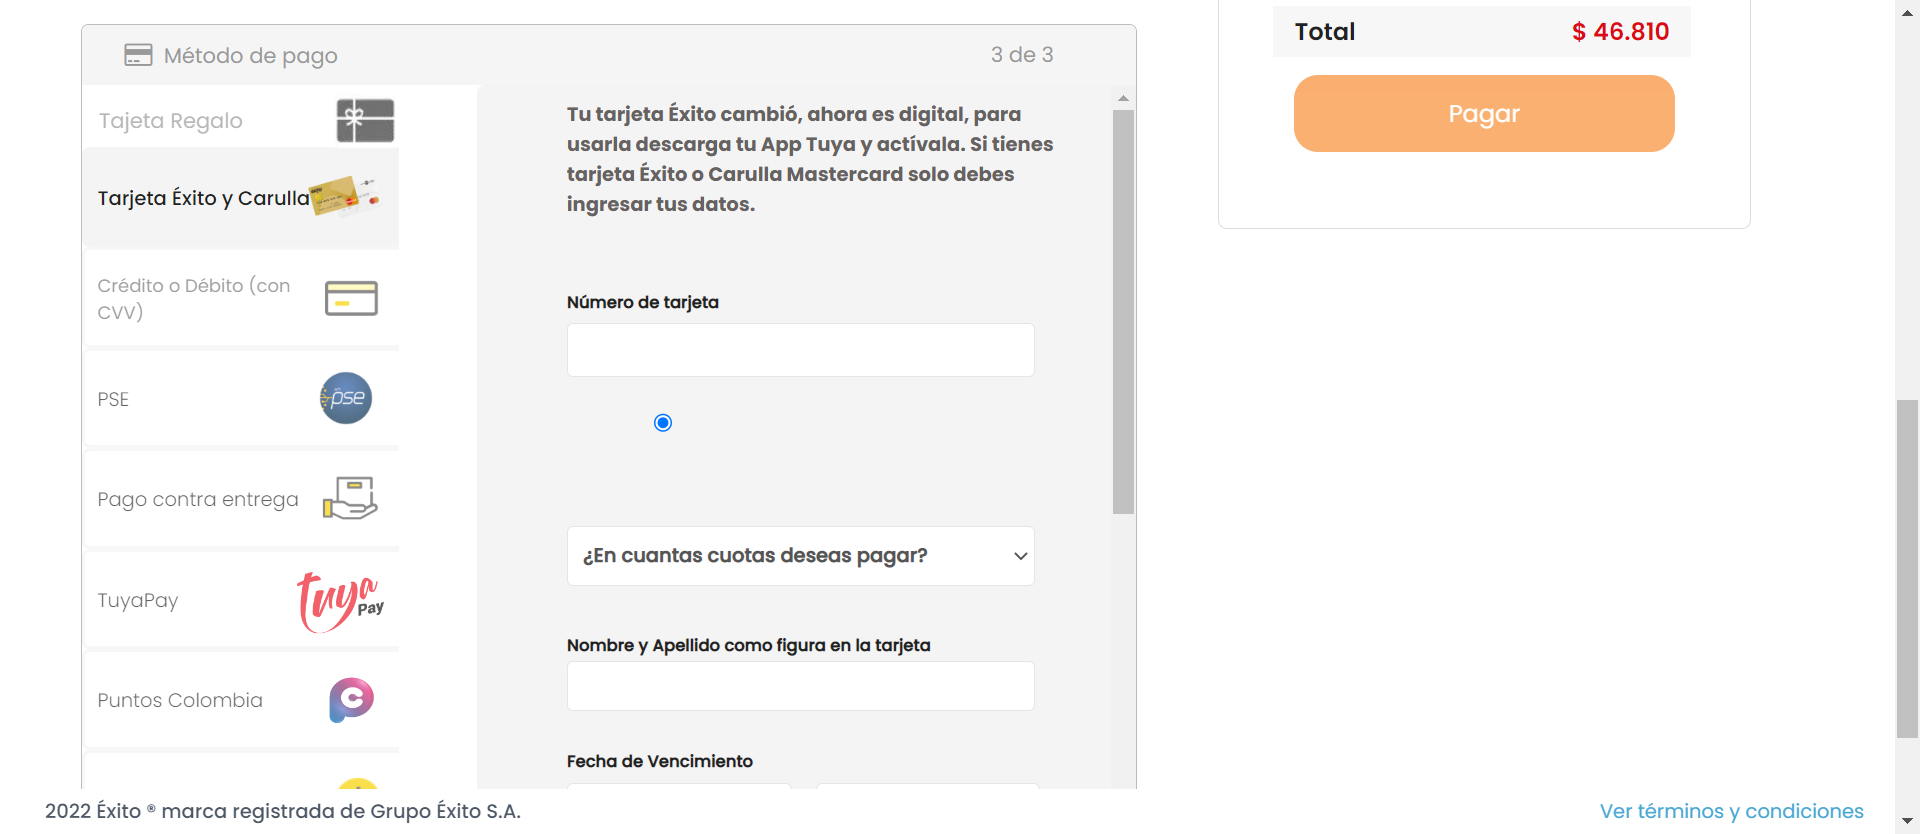 Método de pago
3 de 3
Tajeta Regalo
Tarjeta Éxito y Carulla
Crédito o Débito (con
CVV)
PSE
pse
Pago contra entrega
TuyaPay
tuya
Pay
Puntos Colombia
Tu tarjeta Éxito cambió, ahora es digital, para
usarla descarga tu App Tuya y actívala. Si tienes
tarjeta Éxito o Carulla Mastercard solo debes
ingresar tus datos.
Número de tarjeta
¿En cuantas cuotas deseas pagar?
Nombre y Apellido como figura en la tarjeta
Fecha de Vencimiento
Total
$ 46.810
Pagar
2022 Éxito ® marca registrada de Grupo Éxito S.A.
Ver términos y condiciones